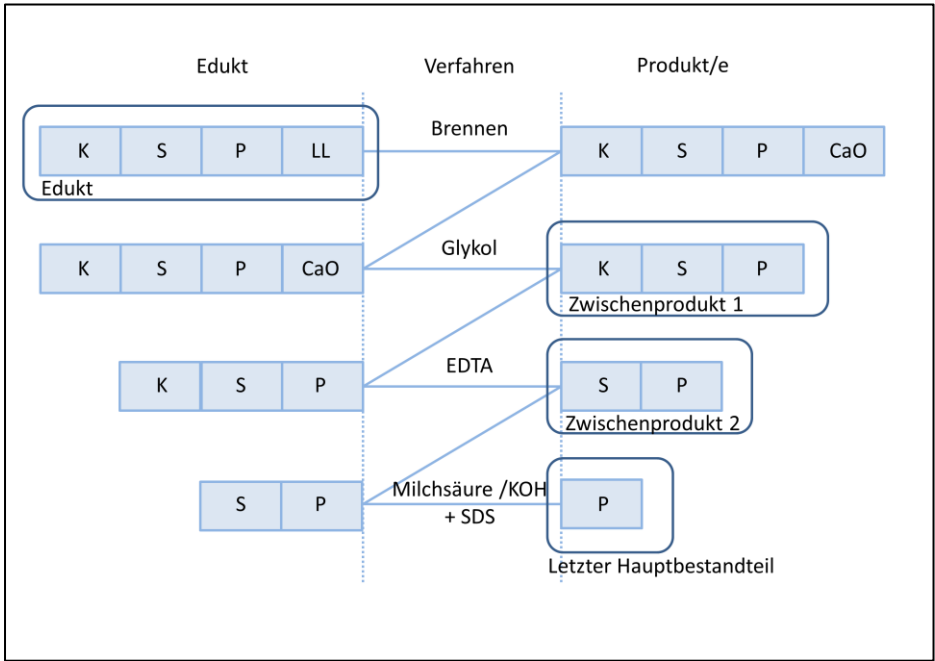 Edukt Verfahren Produkt/e
K S P LL Brennen K S P CaO
Edukt
K S P CaO Glykol K S P
Zwischenprodukt 1
K S P EDTA S P
Zwischenprodukt 2
S P Milchsäure /KOH P
+ SDS
Letzter Hauptbestandteil